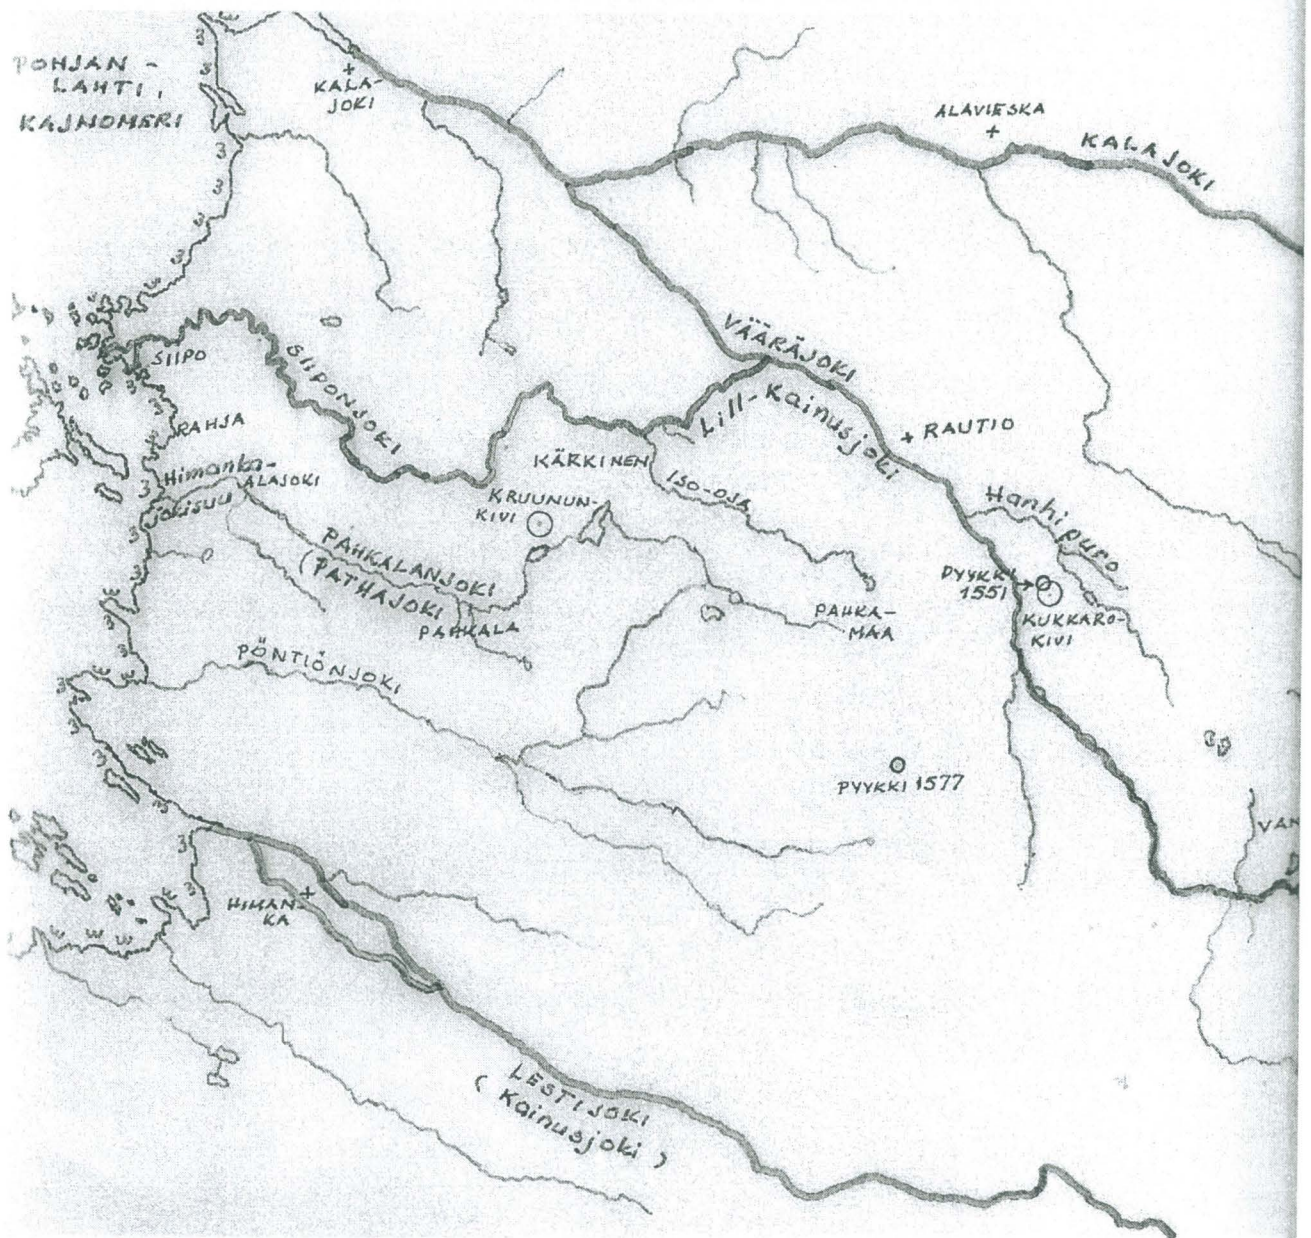 POHJAN-
LAHTI,
KAJNOMERI
KALA-
JOKI
ALAVIESKA
KALAJOKI
SIIPO
SIIPONJOKI
VÄÄRÄJOKI
Lill-Kainusjoki
RAHJA
RAUTIO
KÄRKINEN
Himanka-
ALAJOKI
jokisuu
ISO-OJA
KRUUNUN-
KIVI
Hanhipuro
PAHKALANJOKI
(PATHAJOKI
PAHKALA
PYYKKI
1551
PAHKA-
MAA
KUKKARO-
KIVI
PÖNTIÖNJOKI
PYYKKI 1577
VAN
HIMAN-
KA
LESTIJOKI
(Kainusjoki)